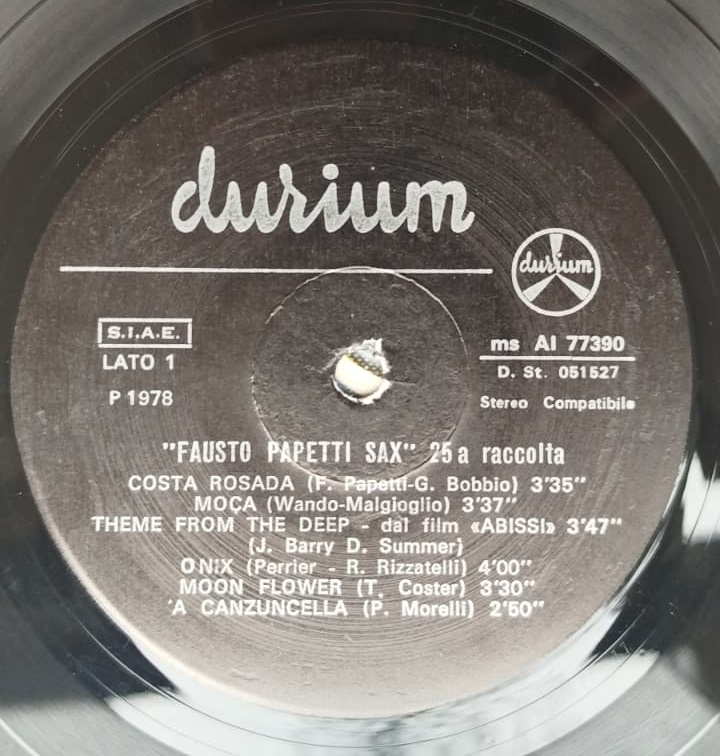 durium
durium
S.I.A.E.
LATO 1
P 1978
ms AI 77390
D. St. 051527
Stereo Compatibile
"FAUSTO PAPETTI SAX" 25a raccolta
COSTA ROSADA (F. Papetti-G. Bobbio) 3'35"
MOÇA (Wando-Malgioglio) 3'37"
THEME FROM THE DEEP - dal film «ABISSI» 3'47"
(J. Barry D. Summer)
ONIX (Perrier - R. Rizzatelli) 4'00"
MOON FLOWER (T. Coster) 3'30"
'A CANZUNCELLA (P. Morelli) 2'50"